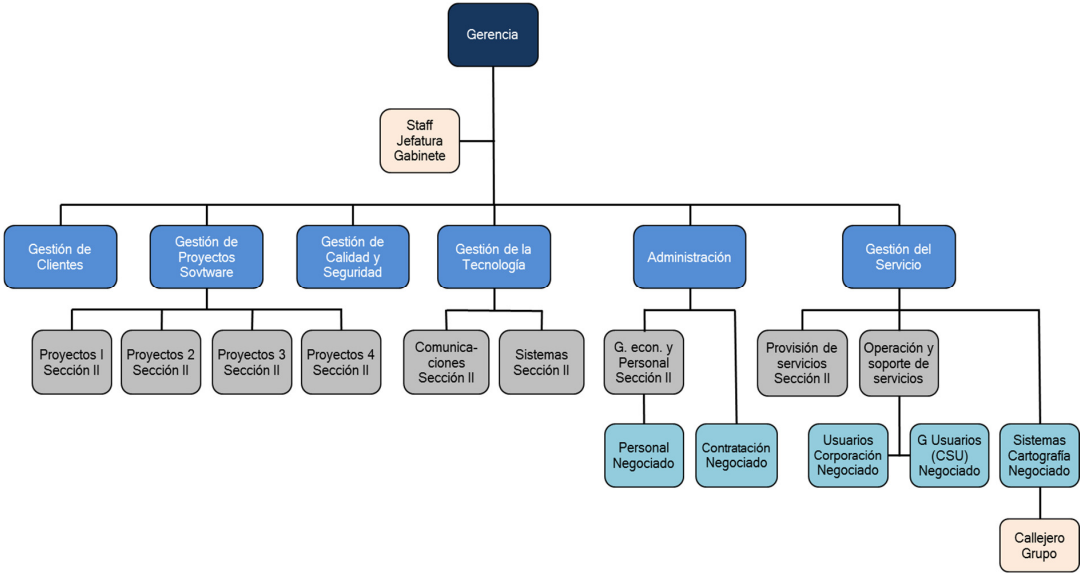 Gerencia
Staff
Jefatura
Gabinete
Gestión de
Clientes
Gestión de
Proyectos
Sovtware
Gestión de
Calidad y
Seguridad
Gestión de la
Tecnología
Administración
Gestión del
Servicio
Proyectos I
Sección II
Proyectos 2
Sección II
Proyectos 3
Sección II
Proyectos 4
Sección II
Comunica-
ciones
Sección II
Sistemas
Sección II
G. econ. y
Personal
Sección II
Provisión de
servicios
Sección II
Operación y
soporte de
servicios
Personal
Negociado
Contratación
Negociado
Usuarios
Corporación
Negociado
G Usuarios
(CSU)
Negociado
Sistemas
Cartografía
Negociado
Callejero
Grupo